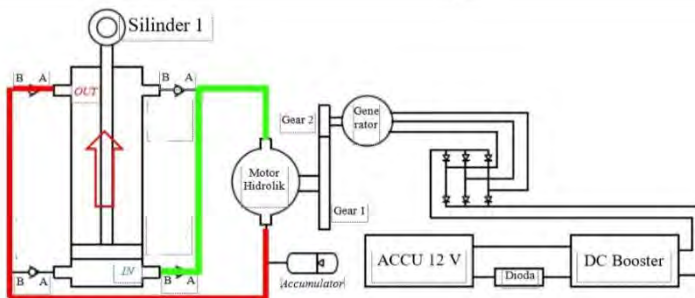 Silinder 1
B A
B A
OUT
Gear 2
Gene
rator
Motor
Hidrolik
Gear 1
IN
B A
B A
Accumulator
ACCU 12 V
Dioda
DC Booster